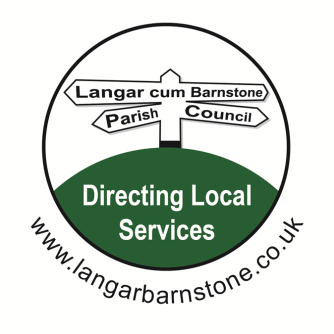 Langar cum Barnstone
Parish Council
Directing Local
Services
www.langarbarnstone.co.uk